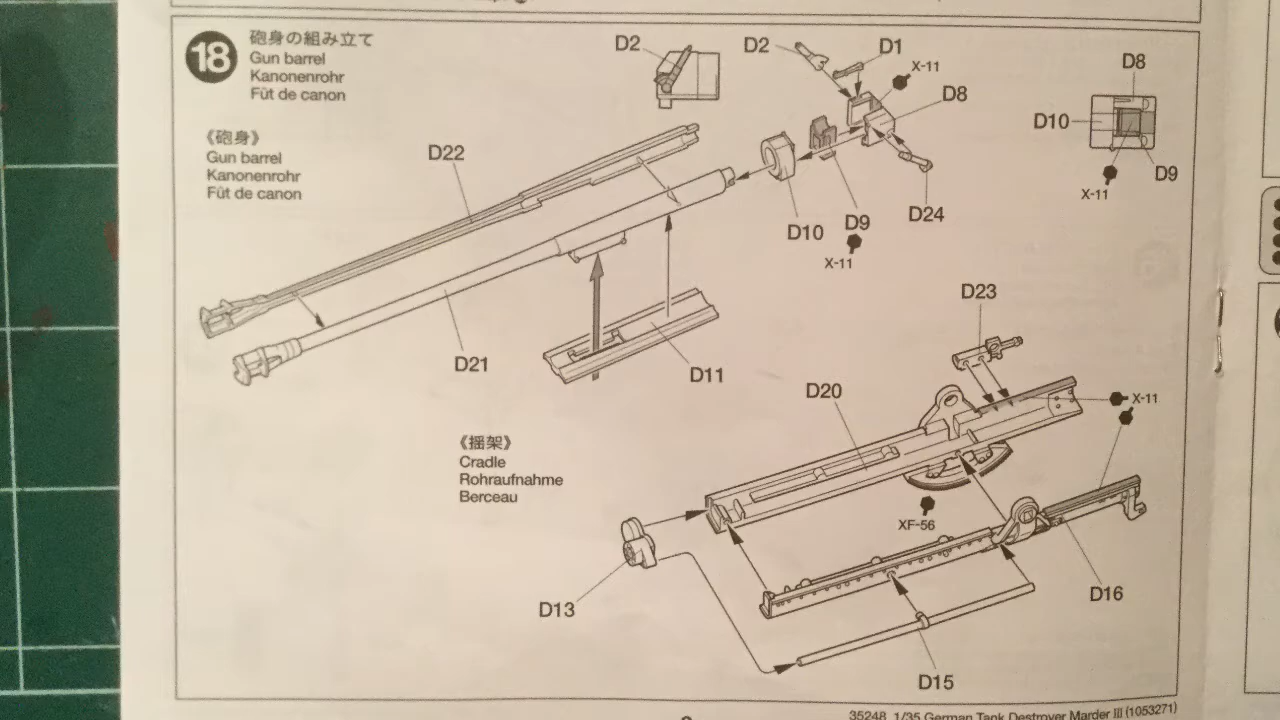 18
砲身の組み立て
Gun barrel
Kanonenrohr
Fût de canon
《砲身》
Gun barrel
Kanonenrohr
Fût de canon
D22
D2
D2
D1
X-11
D8
D8
D10
D9
X-11
D24
D10
D9
X-11
D21
D11
D23
D20
X-11
《揺架》
Cradle
Rohraufnahme
Berceau
XF-56
D13
D16
D15
35248 1/35 German Tank Destroyer Marder III (1053271)